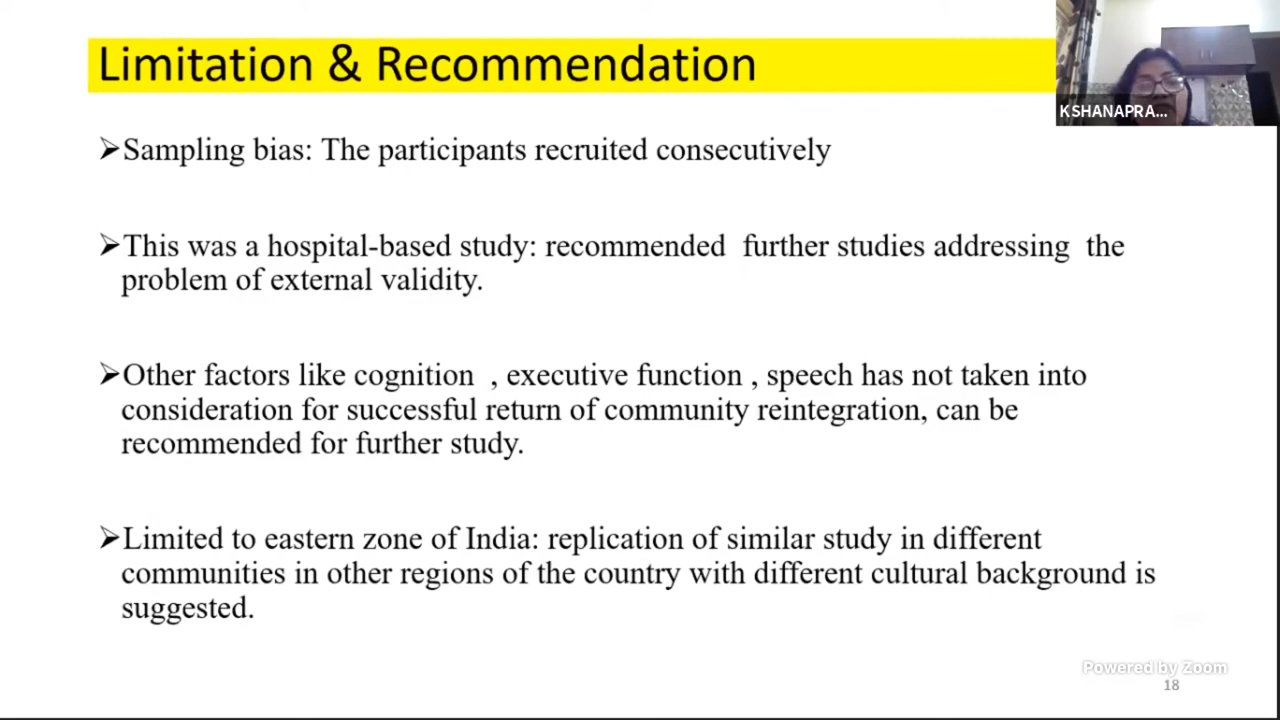 Limitation & Recommendation
KSHANAPRA...
➢Sampling bias: The participants recruited consecutively
➢This was a hospital-based study: recommended further studies addressing the
problem of external validity.
➢Other factors like cognition , executive function , speech has not taken into
consideration for successful return of community reintegration, can be
recommended for further study.
➢Limited to eastern zone of India: replication of similar study in different
communities in other regions of the country with different cultural background is
suggested.
Powered by Zoom
18